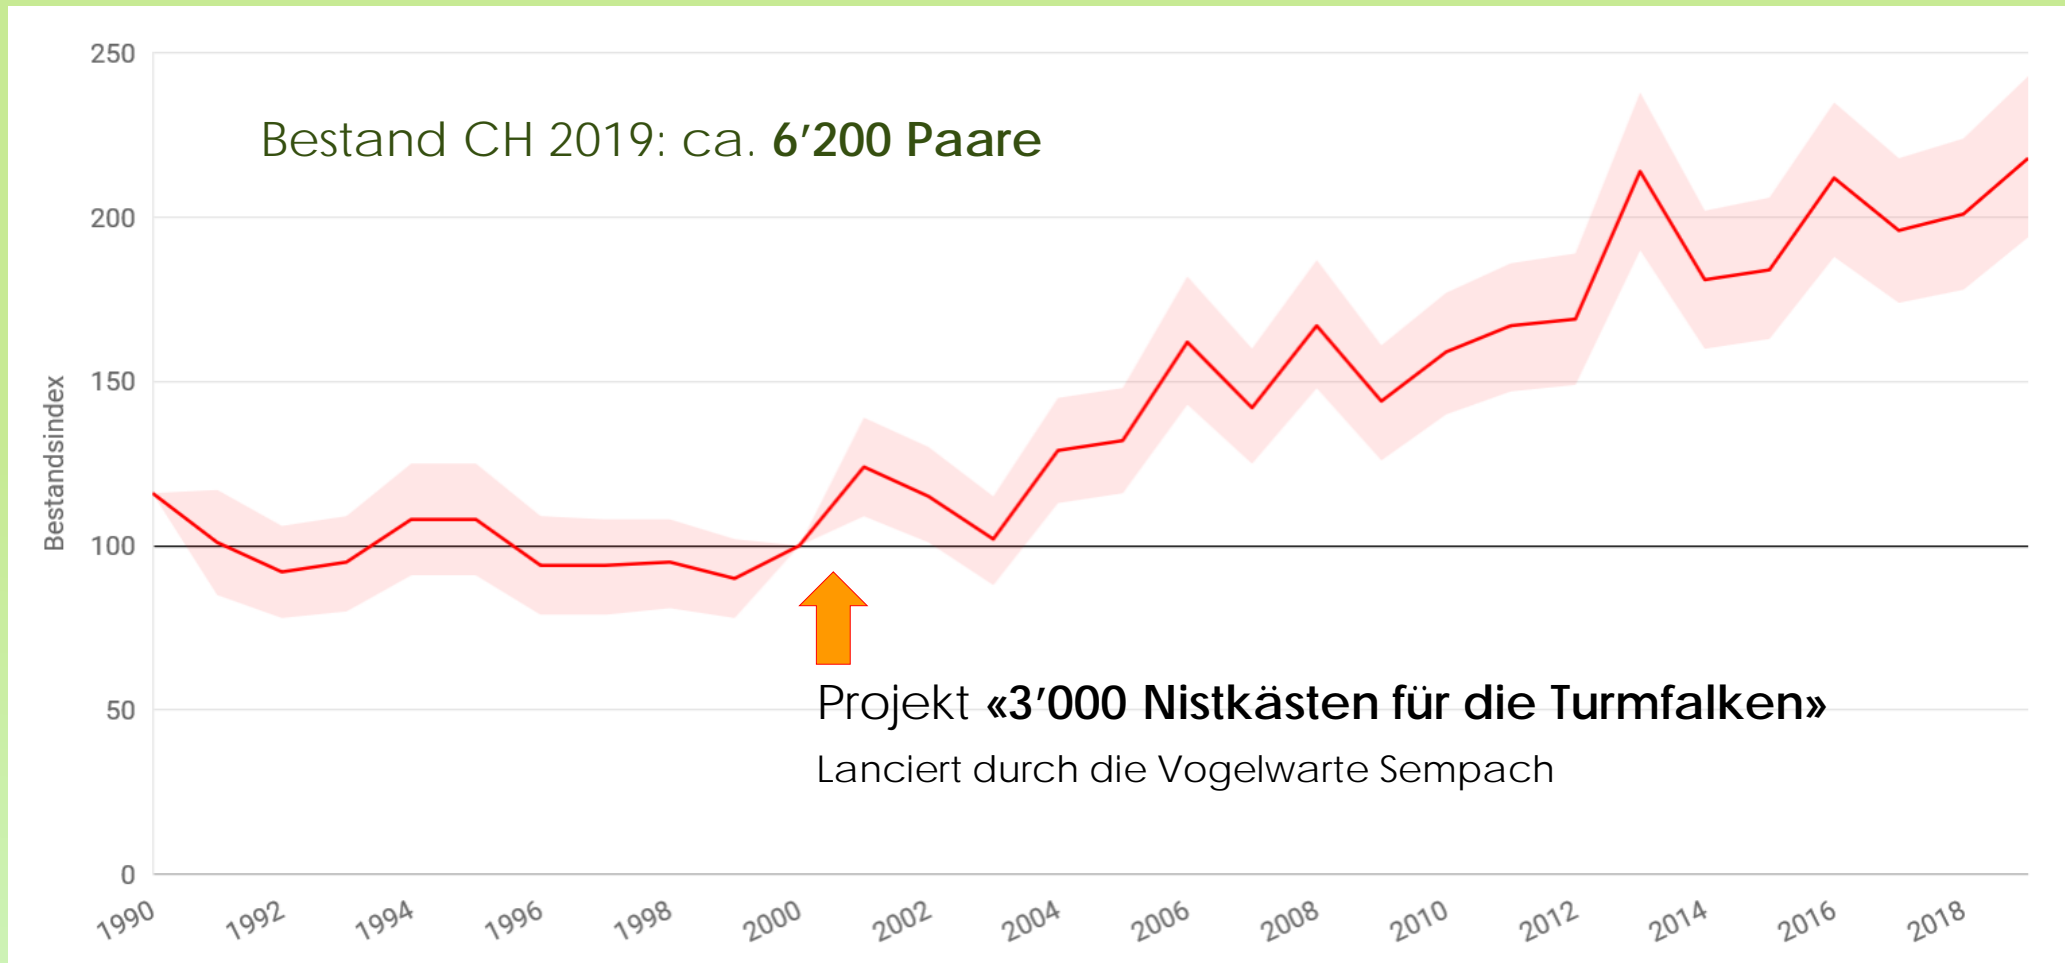 250
Bestand CH 2019: ca. 6'200 Paare
200
150
Bestandsindex
100
Projekt «3'000 Nistkästen für die Turmfalken»
50
Lanciert durch die Vogelwarte Sempach
0
1990 1992 1994 1996 1998 2000 2002 2004 2006 2008 2010 2012 2014 2016 2018